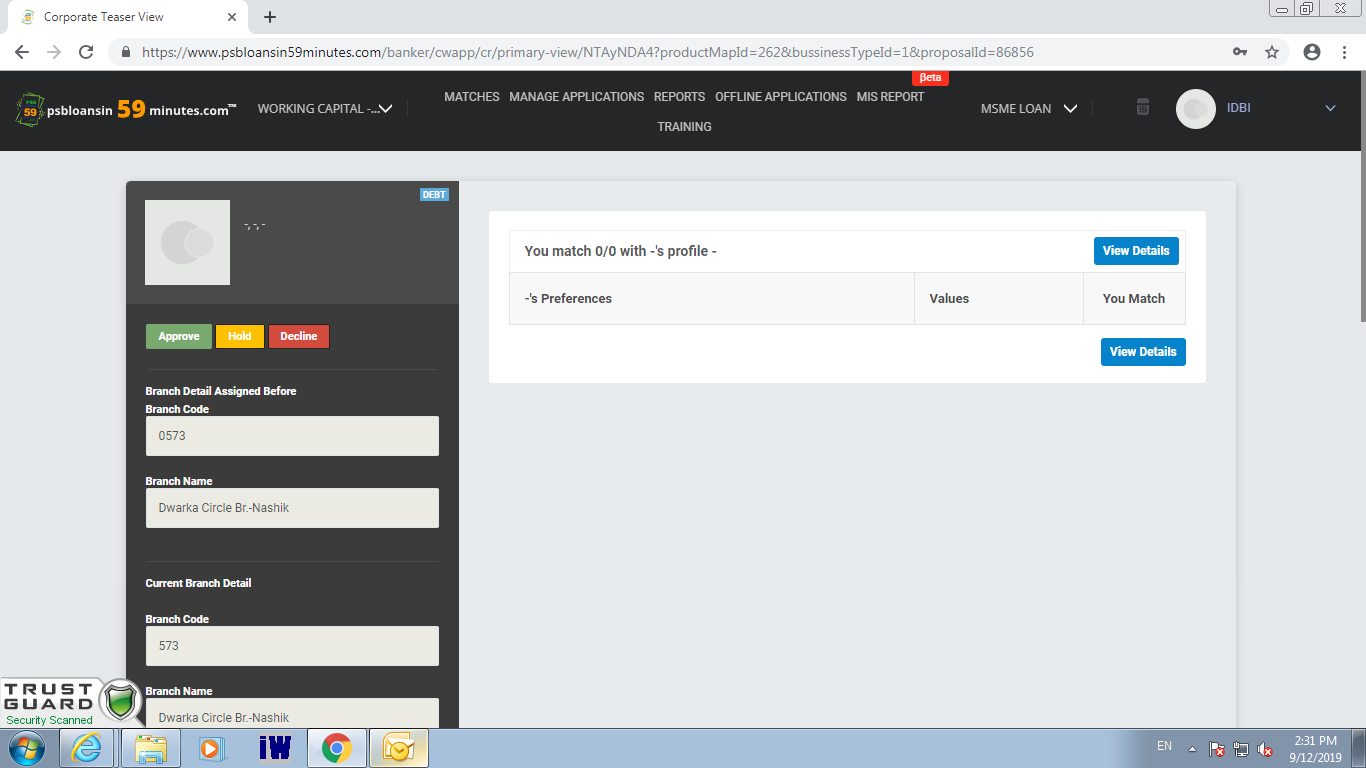 Corporate Teaser View
https://www.psbloansin59minutes.com/banker/cwapp/cr/primary-view/NTAyNDA4?productMapId=262&bussinessTypeId=1&proposalId=86856
Beta
psbloansin 59 minutes.com™
WORKING CAPITAL -...
MATCHES MANAGE APPLICATIONS REPORTS OFFLINE APPLICATIONS MIS REPORT
TRAINING
MSME LOAN
IDBI
DEBT
-, -, -
Approve Hold Decline
Branch Detail Assigned Before
Branch Code
0573
Branch Name
Dwarka Circle Br.-Nashik
Current Branch Detail
Branch Code
573
Branch Name
Dwarka Circle Br.-Nashik
You match 0/0 with -'s profile -
View Details
-'s Preferences Values You Match
View Details
TRUST
GUARD
Security Scanned
iW
EN
2:31 PM
9/12/2019